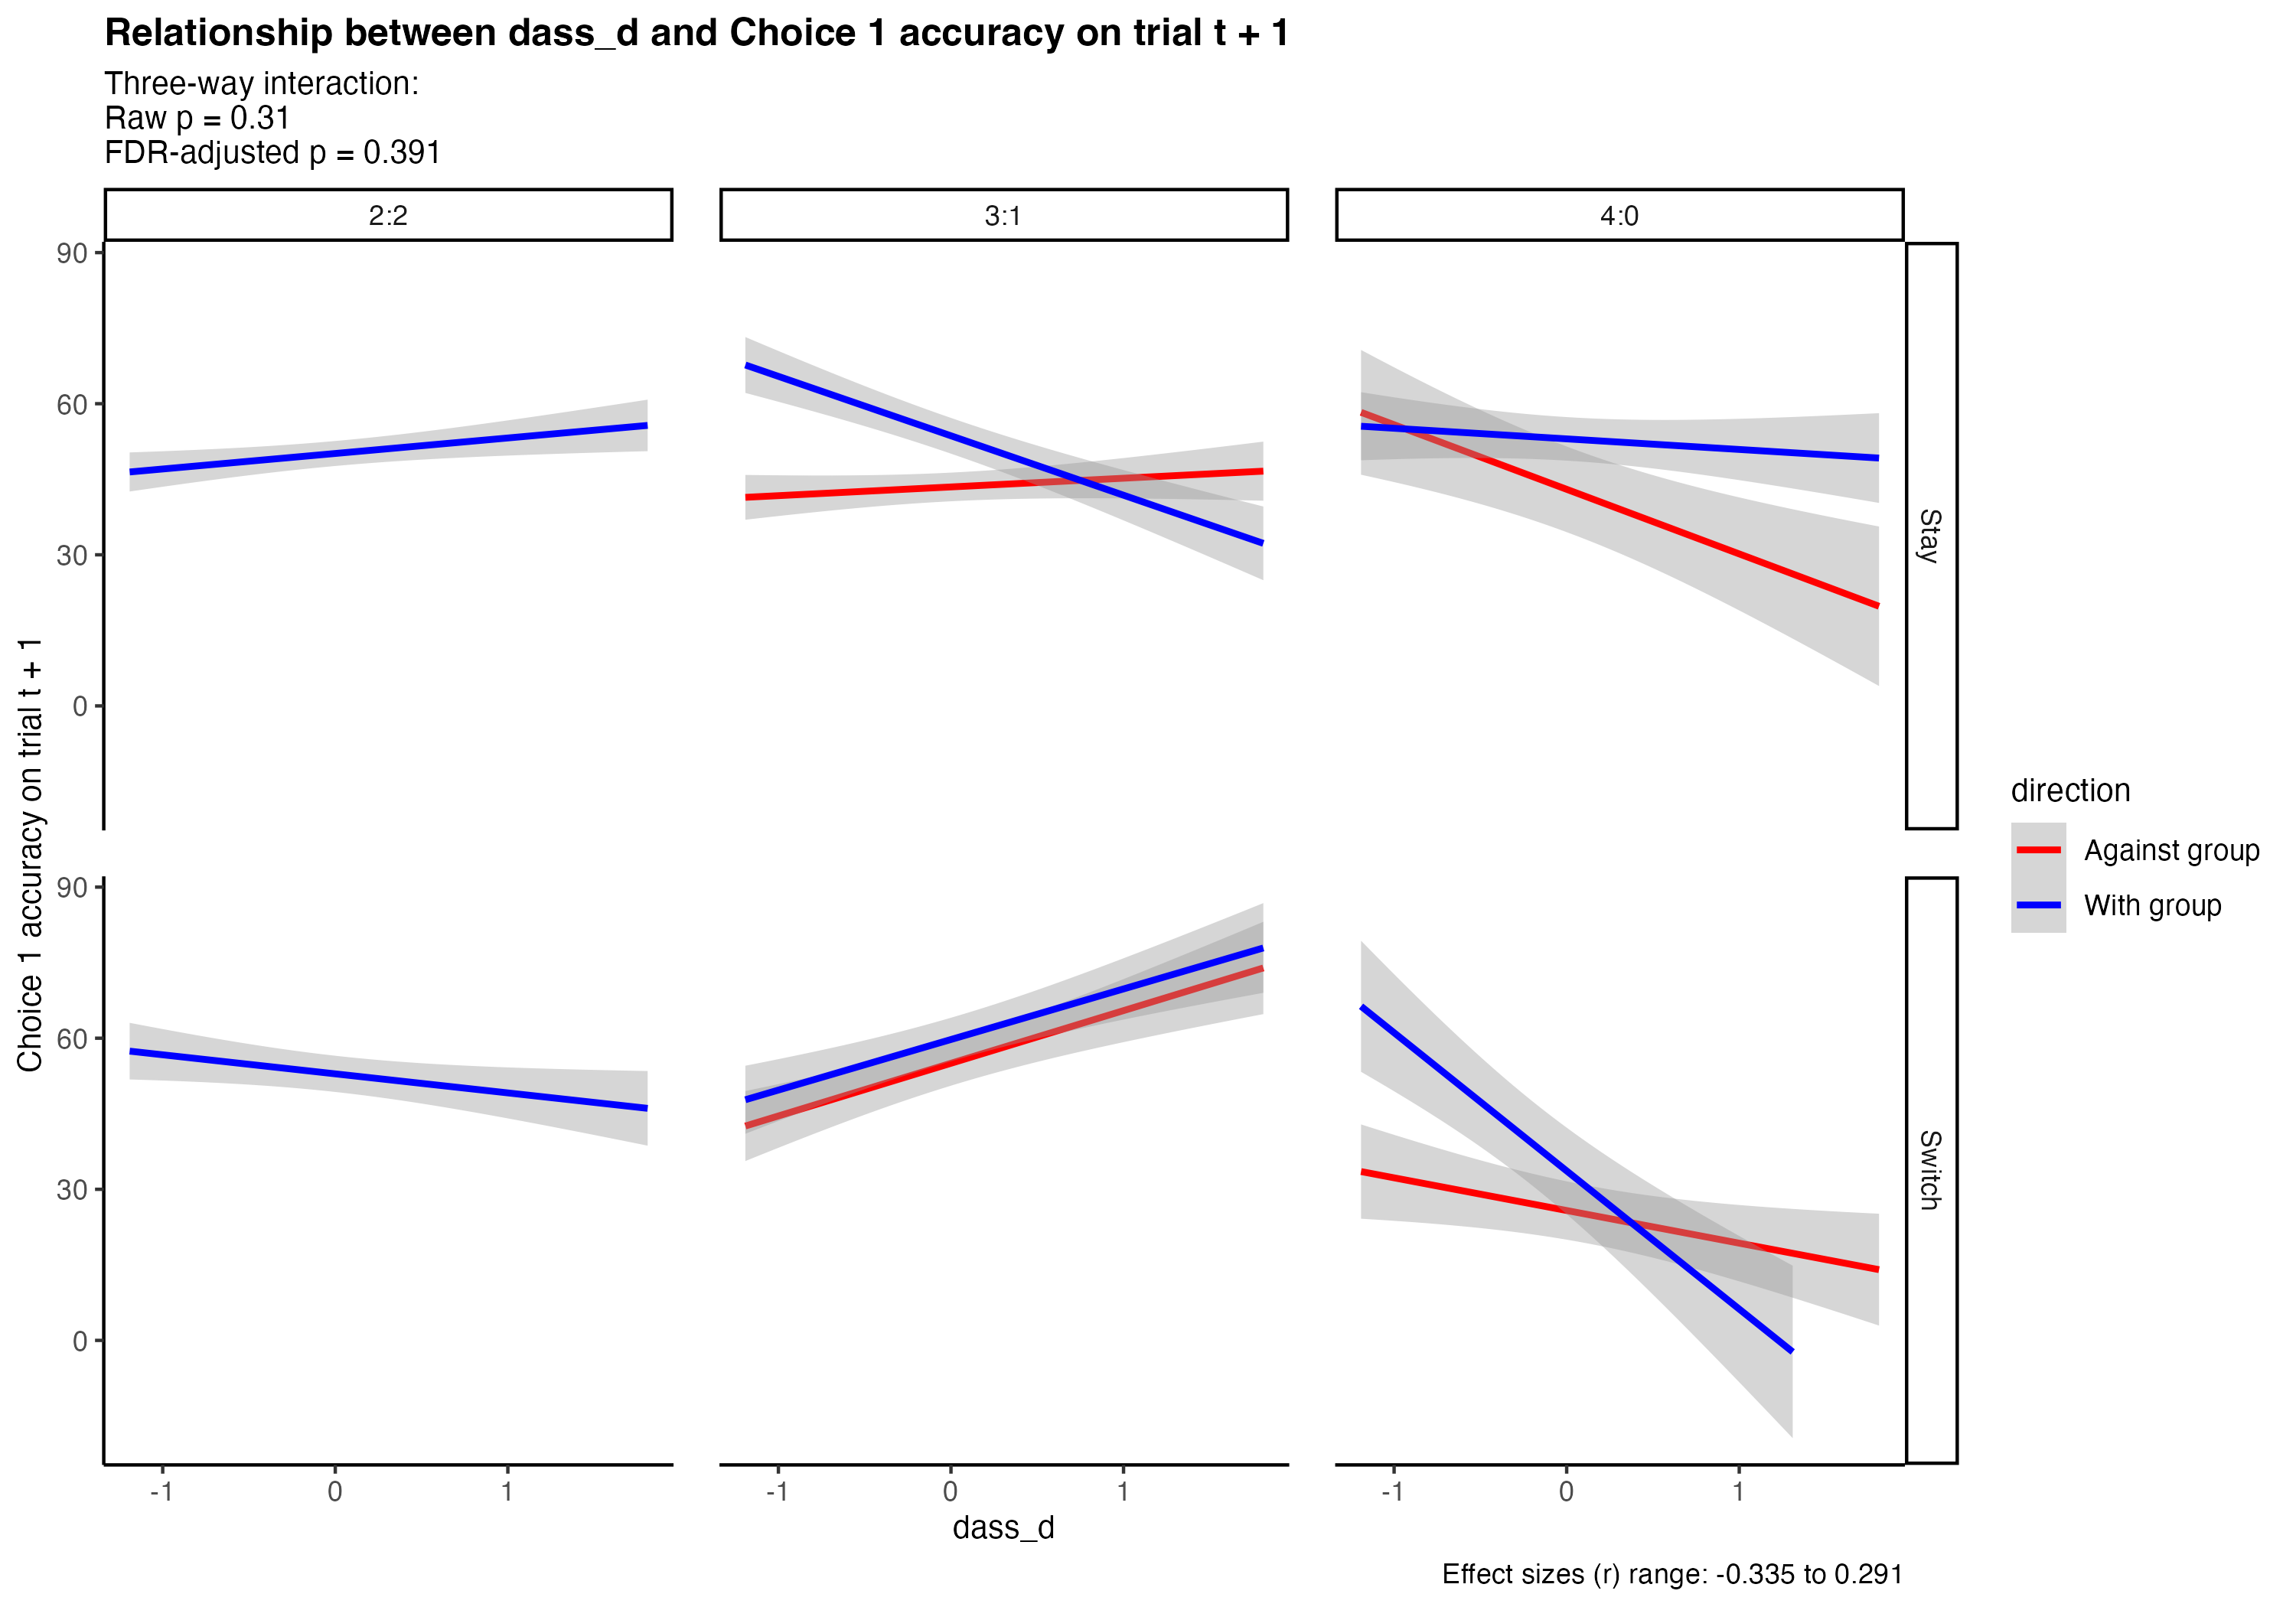 Relationship between dass_d and Choice 1 accuracy on trial t + 1
Three-way interaction:
Raw p = 0.31
FDR-adjusted p = 0.391
2:2
3:1
4:0
90
60
30
0
Stay
90
60
30
0
Switch
Choice 1 accuracy on trial t + 1
-1
0
1
-1
0
1
-1
0
1
dass_d
direction
Against group
With group
Effect sizes (r) range: -0.335 to 0.291